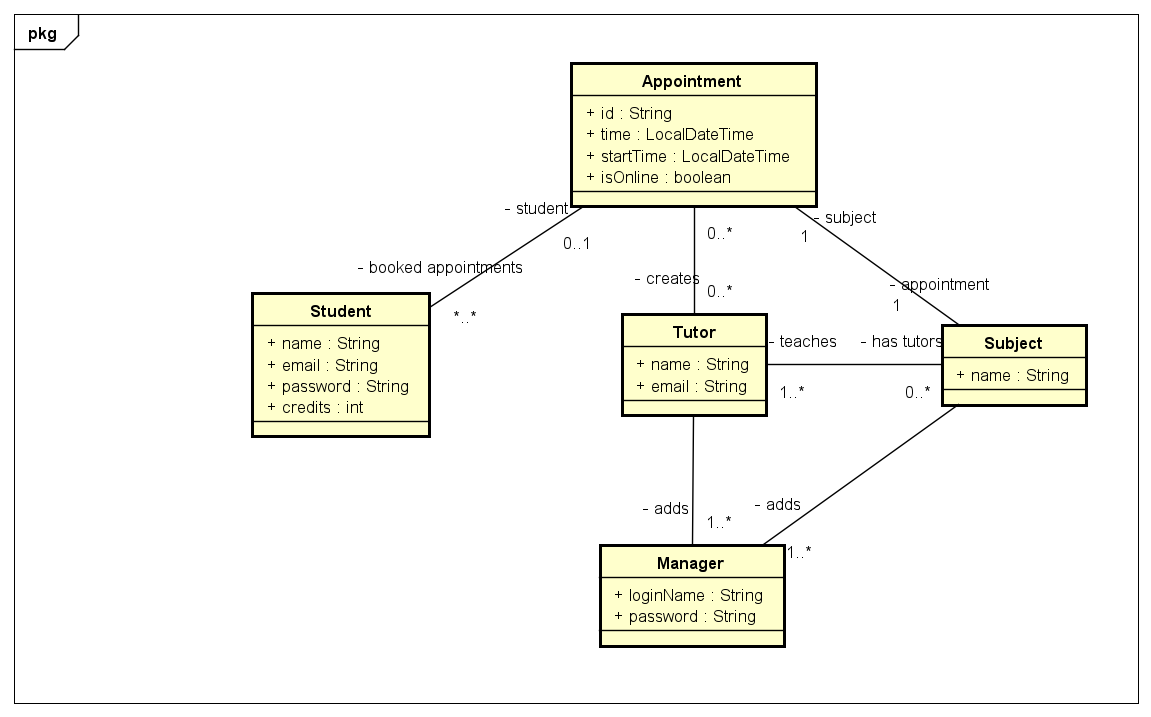 pkg
Appointment
+ id : String
+ time : LocalDateTime
+ startTime : LocalDateTime
+ isOnline : boolean
- student
0..1
- booked appointments
*..*
0..*
- creates
0..*
- subject
1
- appointment
1
Student
+ name : String
+ email : String
+ password : String
+ credits : int
Tutor
+ name : String
+ email : String
- teaches
- has tutors
1..*
0..*
Subject
+ name : String
- adds
1..*
- adds
1..*
Manager
+ loginName : String
+ password : String